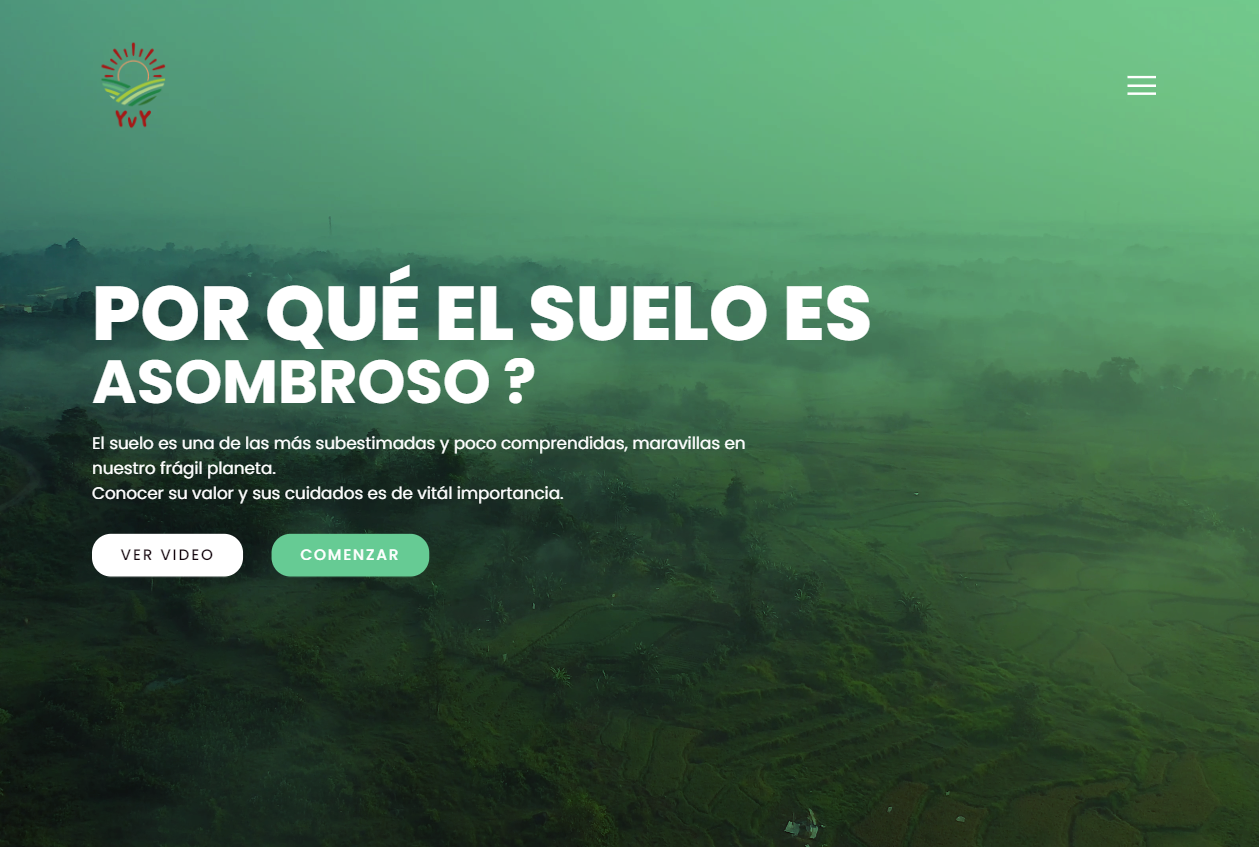 YvY
POR QUÉ EL SUELO ES
ASOMBROSO ?
El suelo es una de las más subestimadas y poco comprendidas, maravillas en
nuestro frágil planeta.
Conocer su valor y sus cuidados es de vitál importancia.
VER VIDEO
COMENZAR